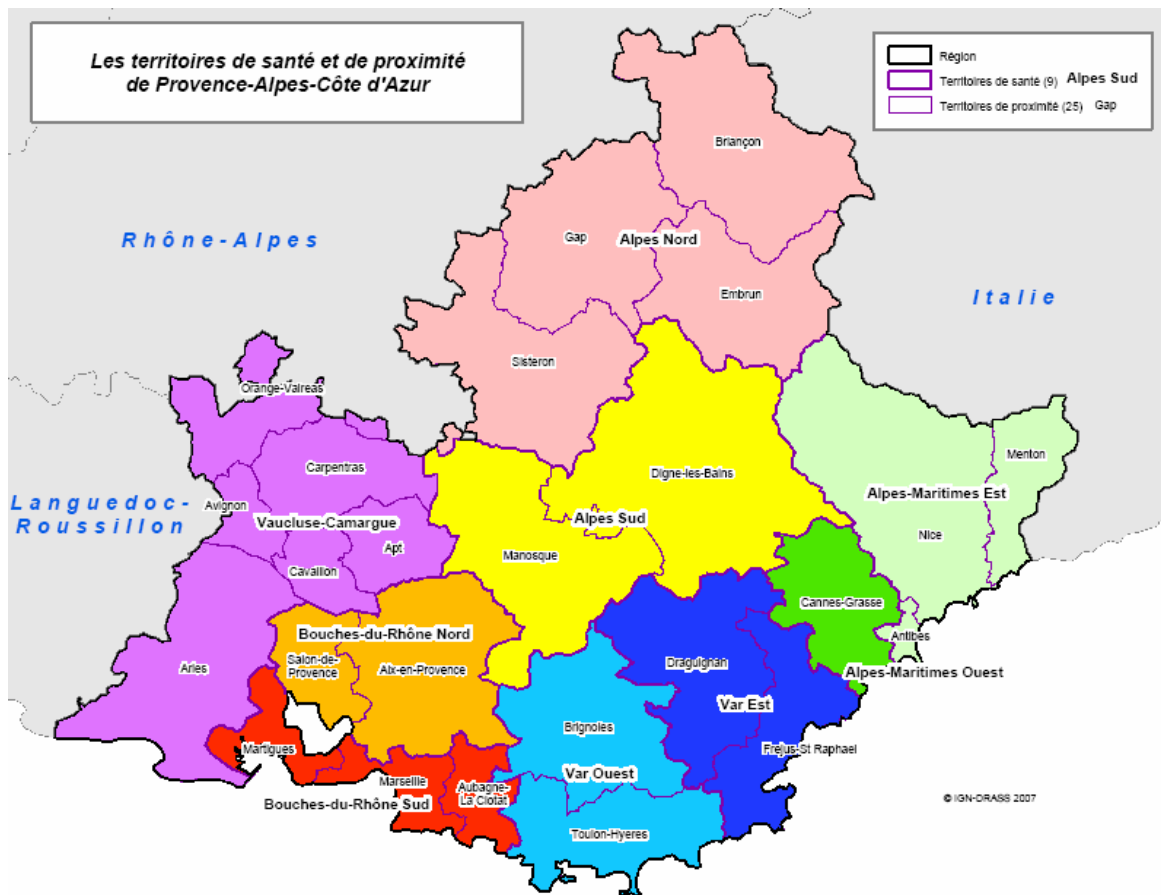 Les territoires de santé et de proximité
de Provence-Alpes-Côte d'Azur
Région
Territoires de santé (9) Alpes Sud
Territoires de proximité (25) Gap
Briançon
Rhône-Alpes
Gap
Alpes Nord
Embrun
Italie
Sisteron
Orange-Valreas
Carpentras
Digne-les-Bains
Menton
Languedoc-
Roussillon
Avignon
Alpes-Maritimes Est
Vaucluse-Camargue
Alpes Sud
Nice
Apt
Manosque
Cavaillon
Cannes-Grasse
Bouches-du-Rhône Nord
Antibes
Arles
Salon-de-
Provence
Aix-en-Provence
Draguignan
Alpes-Maritimes Ouest
Var Est
Brignoles
Martigues
Frejus-St Raphael
Var Ouest
Marseille
Aubagne-
La Ciotat
Bouches-du-Rhône Sud
© IGN-DRASS 2007
Toulon-Hyeres